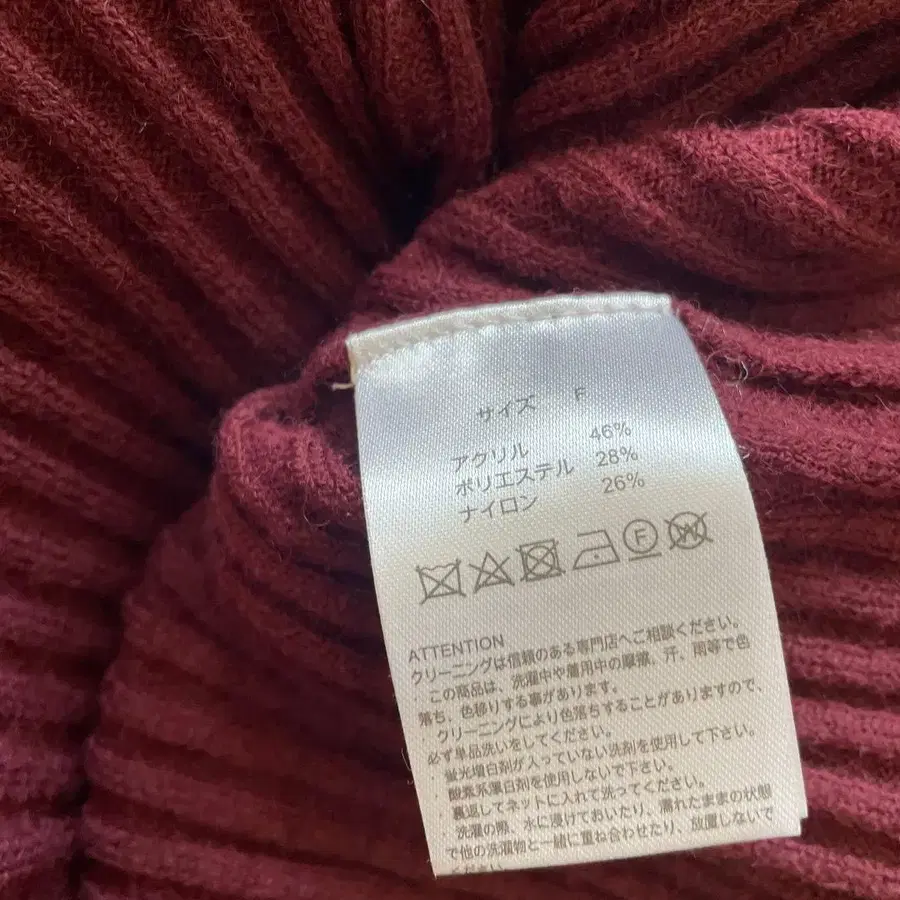 サイズ F
アクリル 46%
ポリエステル 28%
ナイロン 26%
F W
ATTENTION
クリーニングは信頼のある専門店へご相談ください。
この商品は、洗濯中や着用中の摩擦、汗、雨等で色
落ち、色移りする事があります。
クリーニングにより色落ちすることがありますので、
必ず単品洗いをしてください。
蛍光増白剤が入っていない洗剤を使用して下さい。
酸素系漂白剤を使用しないで下さい。
裏返してネットに入れて洗ってください。
洗濯の際、水に浸けておいたり、濡れたままの状態
で他の洗濯物と一緒に重ね合わせたり、放置しないで